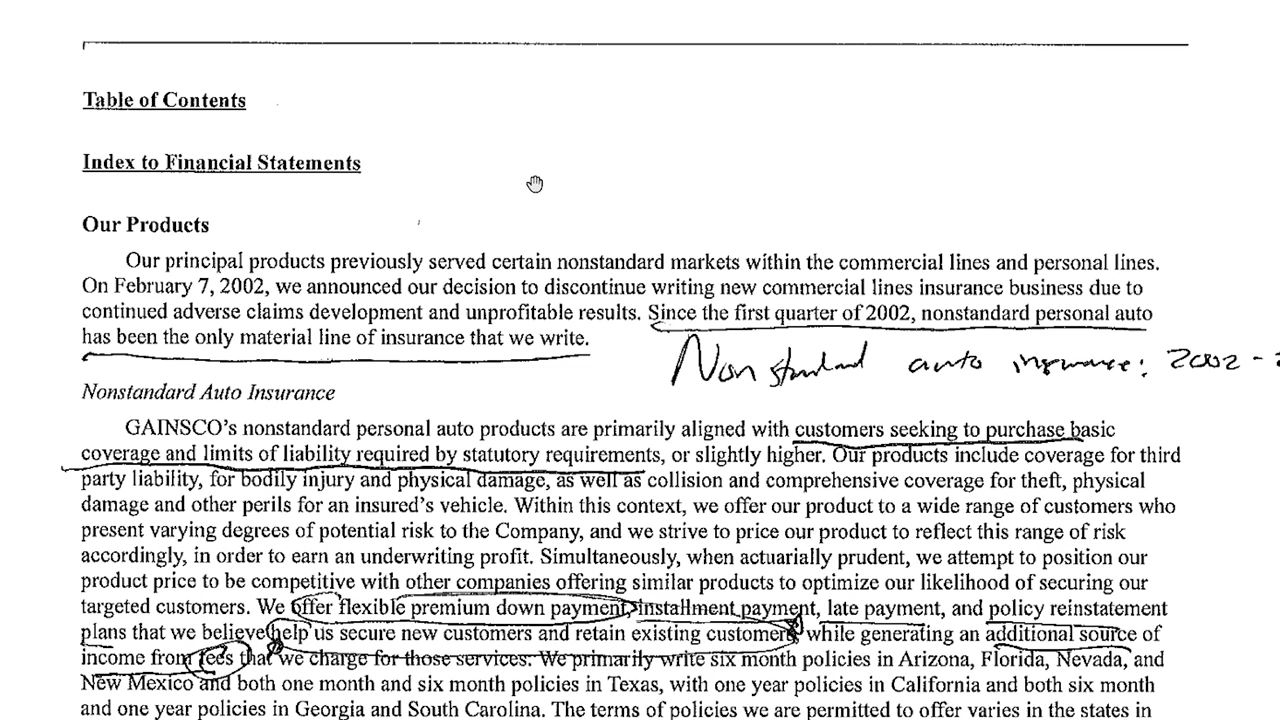 Table of Contents
Index to Financial Statements
Our Products
Our principal products previously served certain nonstandard markets within the commercial lines and personal lines.
On February 7, 2002, we announced our decision to discontinue writing new commercial lines insurance business due to
continued adverse claims development and unprofitable results. Since the first quarter of 2002, nonstandard personal auto
has been the only material line of insurance that we write.
Nonstandard auto insurance: 2002 -
Nonstandard Auto Insurance
GAINSCO's nonstandard personal auto products are primarily aligned with customers seeking to purchase basic
coverage and limits of liability required by statutory requirements, or slightly higher. Our products include coverage for third
party liability, for bodily injury and physical damage, as well as collision and comprehensive coverage for theft, physical
damage and other perils for an insured's vehicle. Within this context, we offer our product to a wide range of customers who
present varying degrees of potential risk to the Company, and we strive to price our product to reflect this range of risk
accordingly, in order to earn an underwriting profit. Simultaneously, when actuarially prudent, we attempt to position our
product price to be competitive with other companies offering similar products to optimize our likelihood of securing our
targeted customers. We offer flexible premium down payment, installment payment, late payment, and policy reinstatement
plans that we believe help us secure new customers and retain existing customers, while generating an additional source of
income from fees that we charge for those services. We primarily write six month policies in Arizona, Florida, Nevada, and
New Mexico and both one month and six month policies in Texas, with one year policies in California and both six month
and one year policies in Georgia and South Carolina. The terms of policies we are permitted to offer varies in the states in